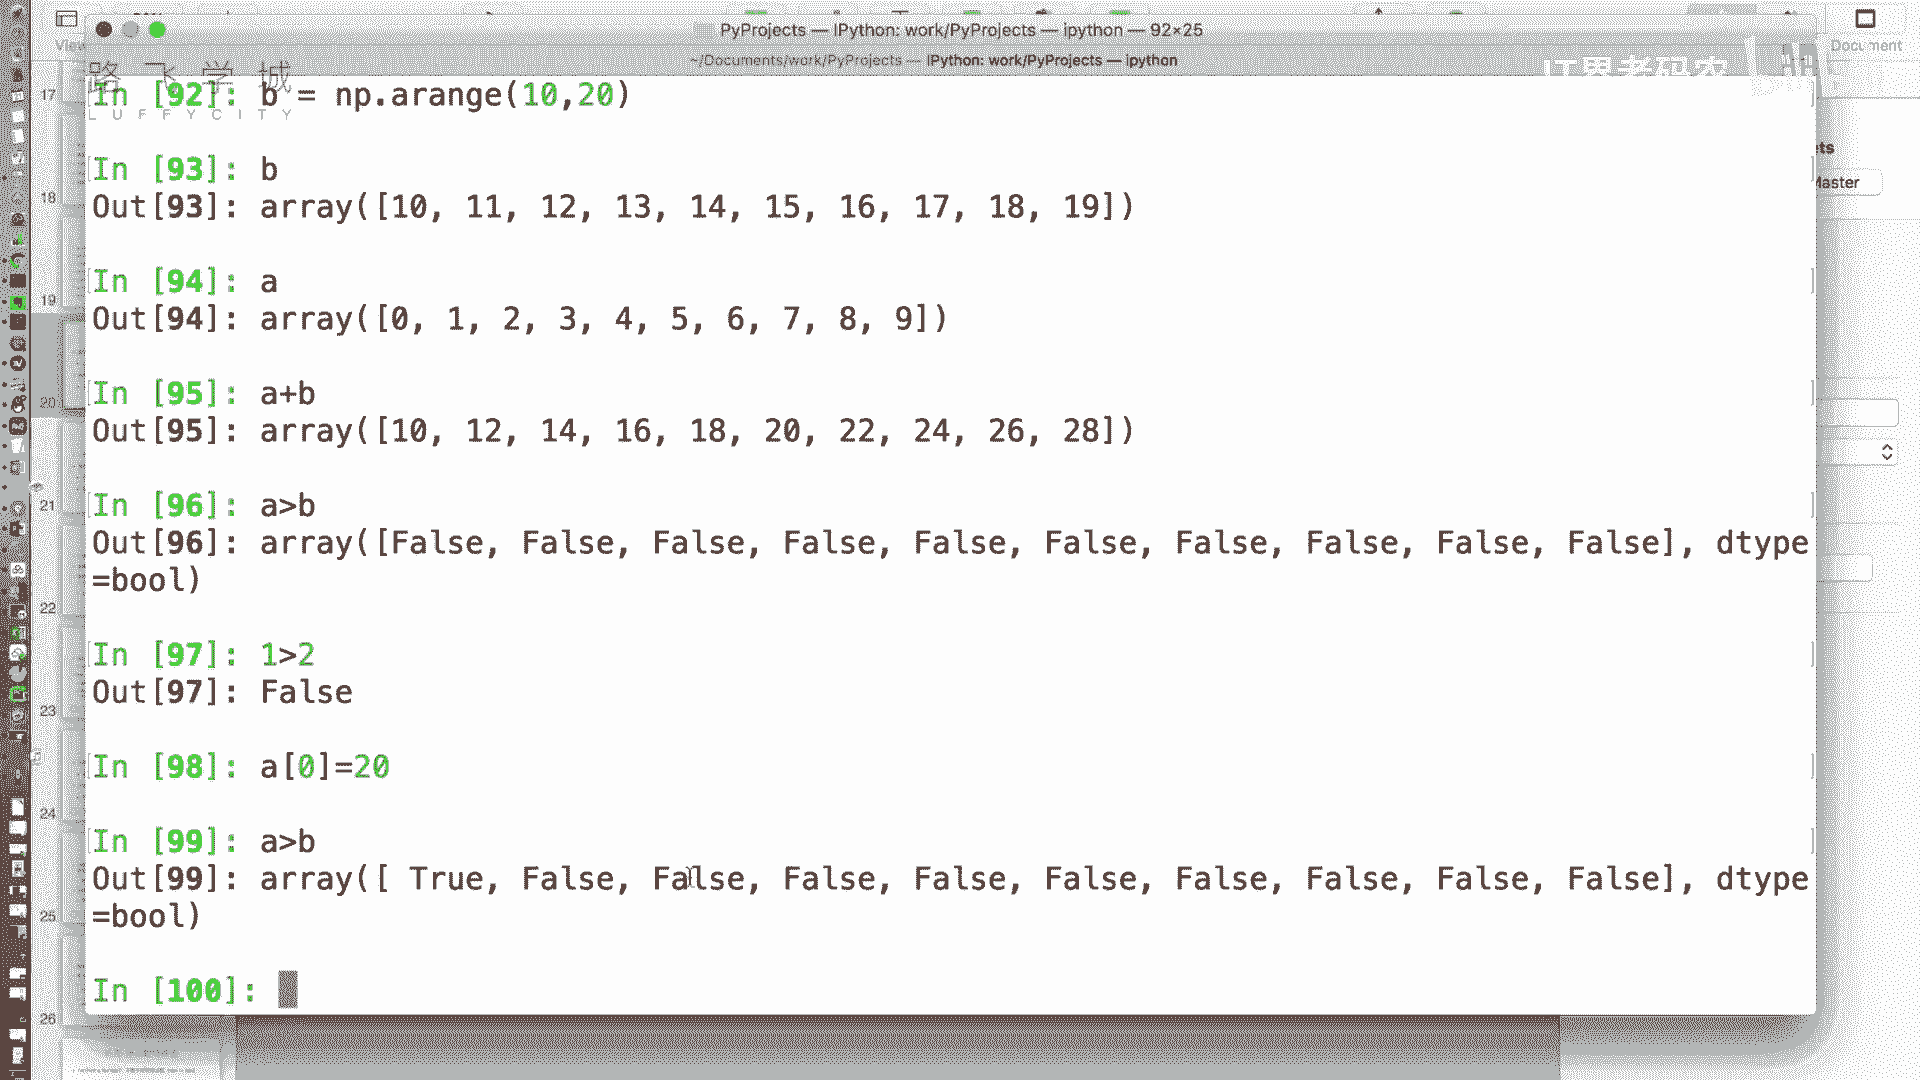 PyProjects — IPython: work/PyProjects — ipython — 92×25
View
Document
~/Documents/work/PyProjects — IPython: work/PyProjects — ipython
路飞学城
LUFFYCITY
IT界老码农
In [92]: b = np.arange(10,20)
17
In [93]: b
Out[93]: array([10, 11, 12, 13, 14, 15, 16, 17, 18, 19])
Master
18
In [94]: a
Out[94]: array([0, 1, 2, 3, 4, 5, 6, 7, 8, 9])
19
In [95]: a+b
20
Out[95]: array([10, 12, 14, 16, 18, 20, 22, 24, 26, 28])
In [96]: a>b
21
Out[96]: array([False, False, False, False, False, False, False, False, False, False], dtype
=bool)
22
In [97]: 1>2
Out[97]: False
23
In [98]: a[0]=20
24
In [99]: a>b
Out[99]: array([ True, False, False, False, False, False, False, False, False, False], dtype
=bool)
25
In [100]:
26